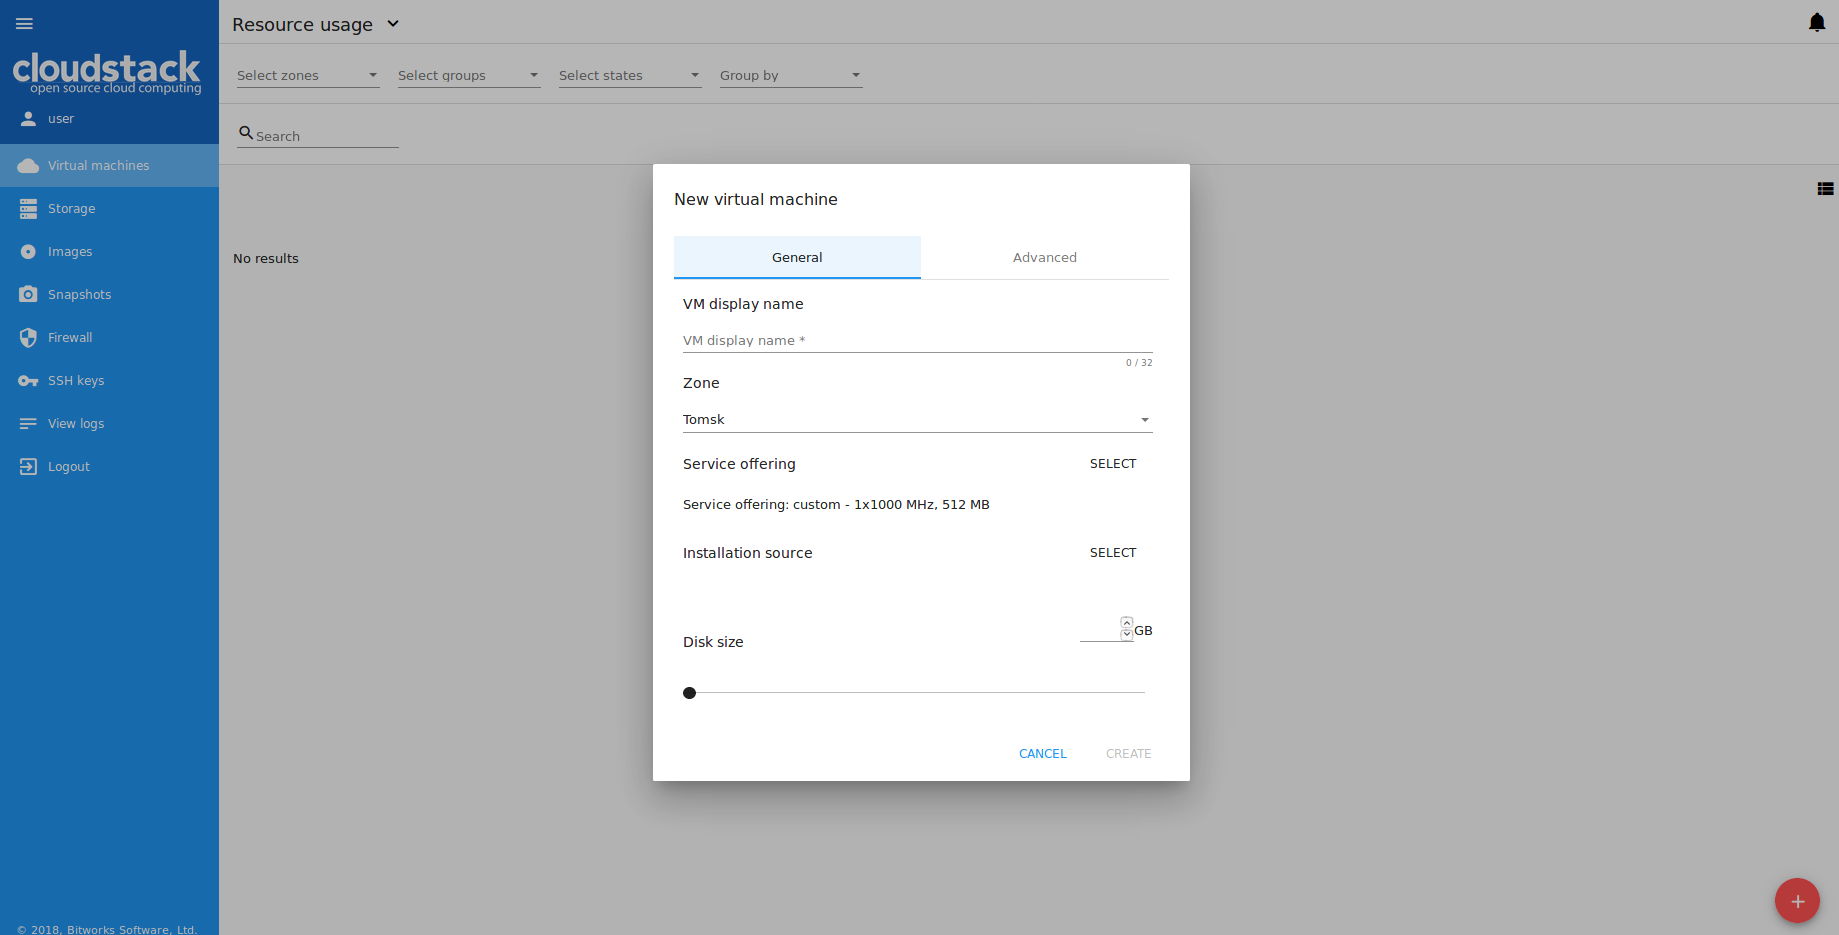 Resource usage
cloudstack
open source cloud computing
user
Select zones
Select groups
Select states
Group by
Search
Virtual machines
Storage
Images
Snapshots
Firewall
SSH keys
View logs
Logout
No results
New virtual machine
General
Advanced
VM display name
VM display name *
0 / 32
Zone
Tomsk
Service offering
SELECT
Service offering: custom - 1x1000 MHz, 512 MB
Installation source
SELECT
GB
Disk size
CANCEL
CREATE
© 2018, Bitworks Software, Ltd.